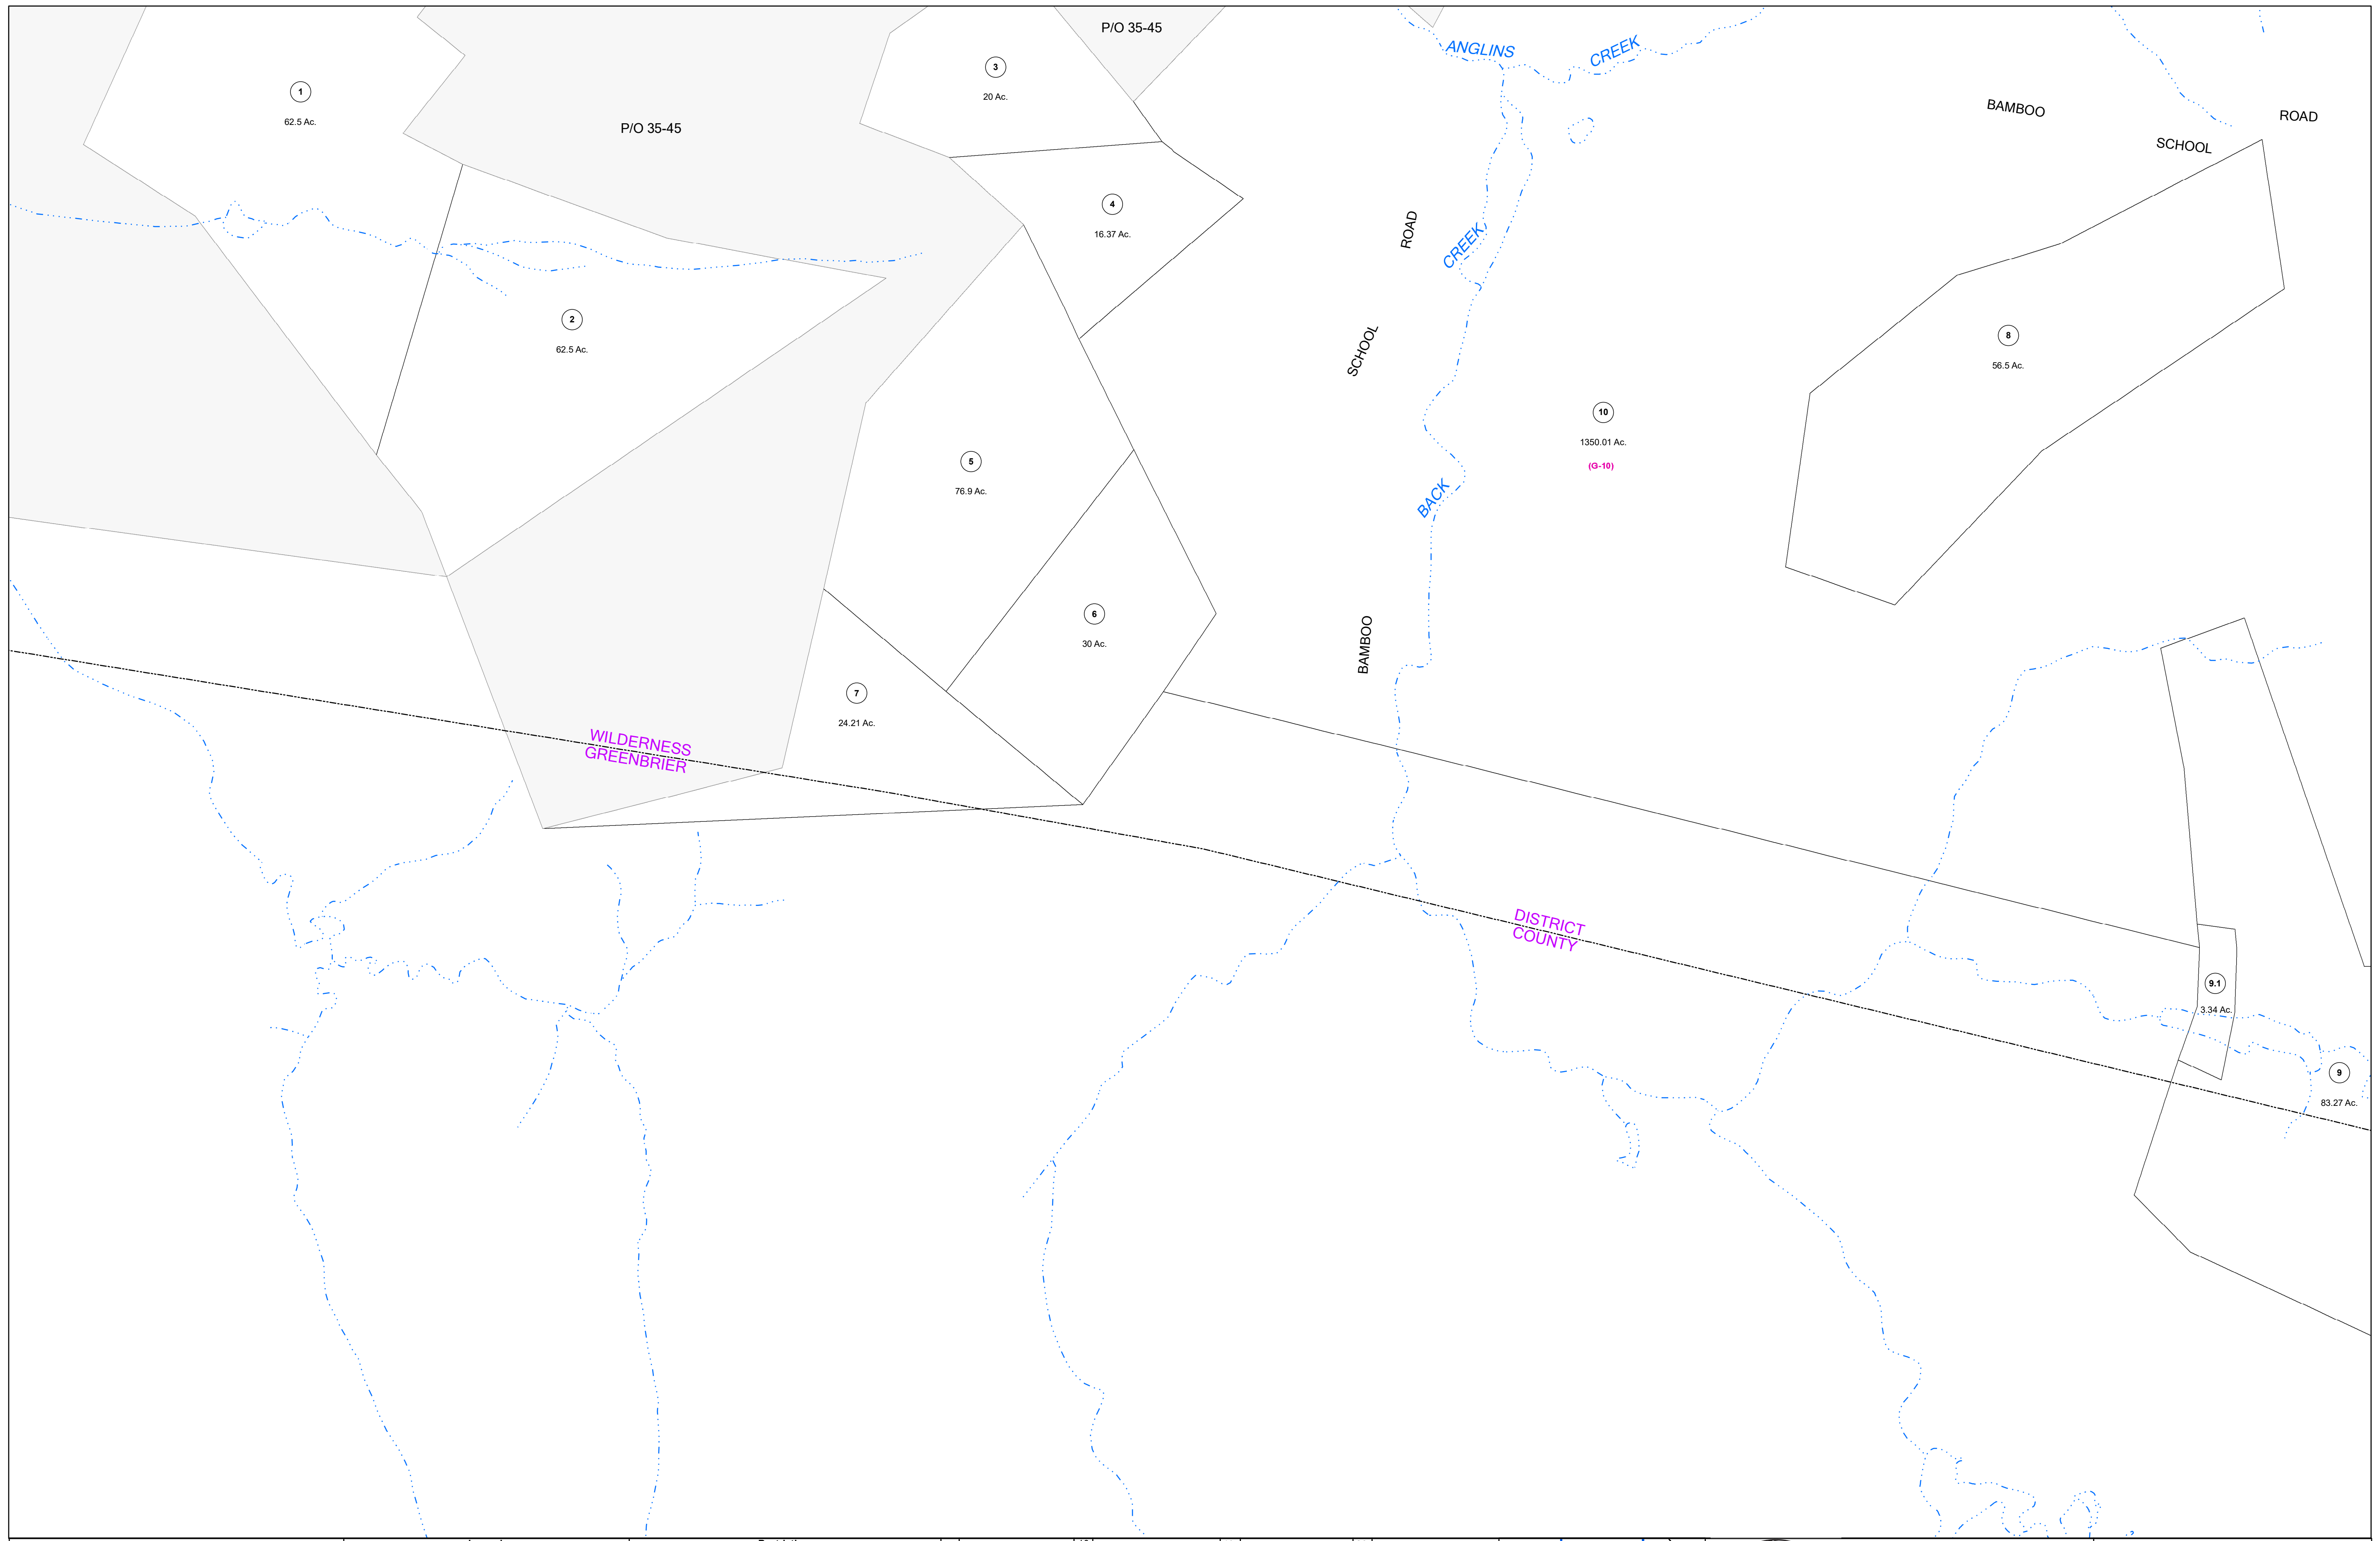 P/O 35-45
ANGLINS
CREEK
3
20 Ac.
1
62.5 Ac.
P/O 35-45
BAMBOO
SCHOOL
ROAD
4
16.37 Ac.
ROAD
CREEK
SCHOOL
2
62.5 Ac.
8
56.5 Ac.
10
1350.01 Ac.
(G-10)
5
76.9 Ac.
BACK
6
30 Ac.
BAMBOO
7
24.21 Ac.
WILDERNESS
GREENBRIER
DISTRICT
COUNTY
9.1
3.34 Ac.
9
83.27 Ac.